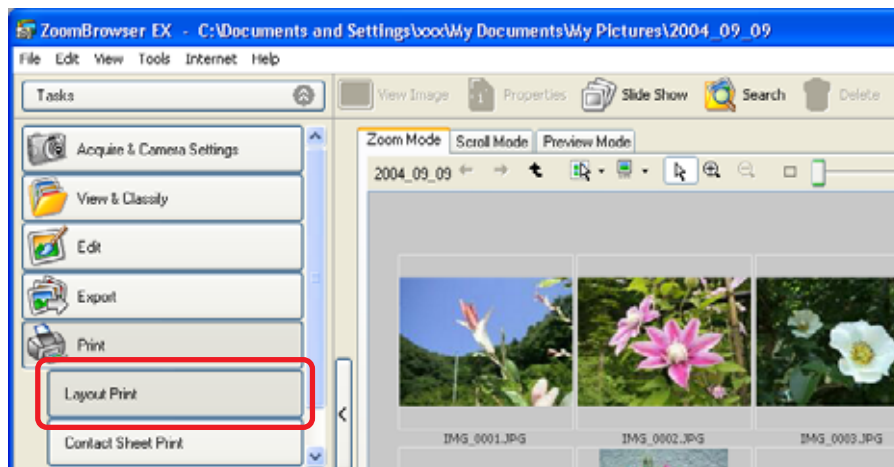 ZoomBrowser EX - C:\Documents and Settings\xxx\My Documents\My Pictures\2004_09_09
File Edit View Tools Internet Help
Tasks
View Image Properties Slide Show Search Delete
Acquire & Camera Settings
View & Classify
Edit
Export
Print
Layout Print
Contact Sheet Print
Zoom Mode Scroll Mode Preview Mode
2004_09_09
IMG_0001.JPG IMG_0002.JPG IMG_0003.JPG